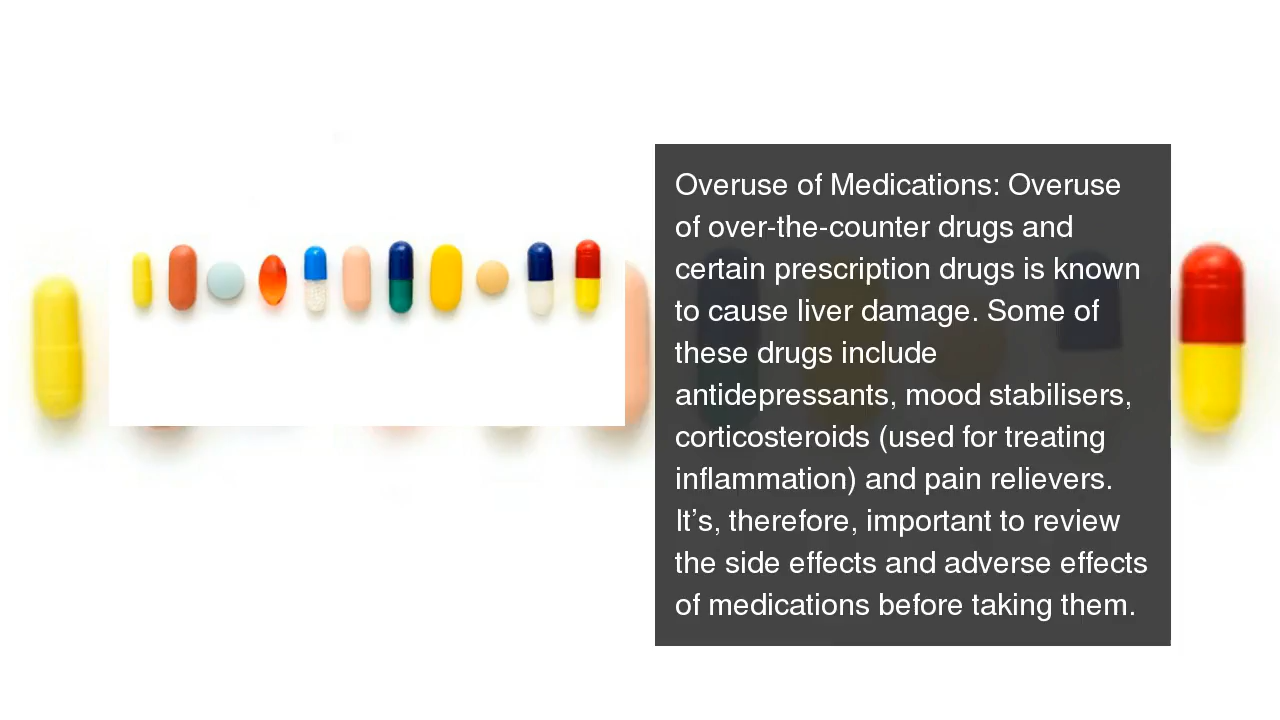 Overuse of Medications: Overuse
of over-the-counter drugs and
certain prescription drugs is known
to cause liver damage. Some of
these drugs include
antidepressants, mood stabilisers,
corticosteroids (used for treating
inflammation) and pain relievers.
It’s, therefore, important to review
the side effects and adverse effects
of medications before taking them.